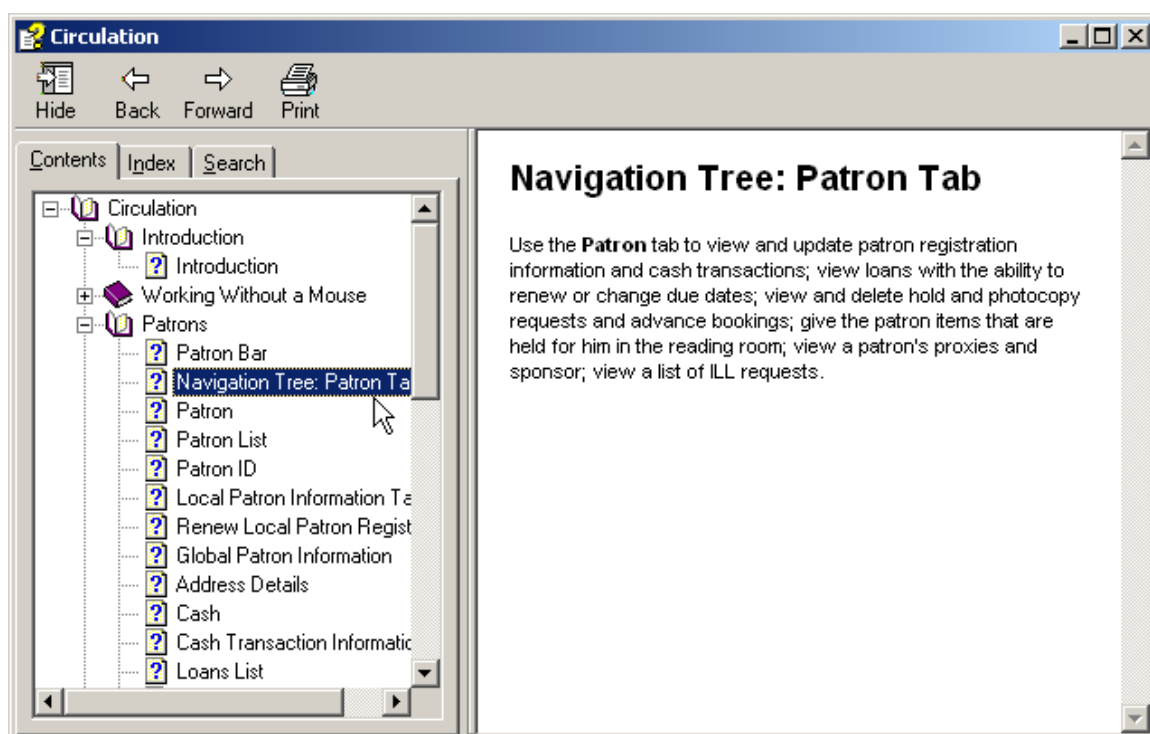 Circulation
Hide Back Forward Print
Contents Index Search
Circulation
Introduction
Introduction
Working Without a Mouse
Patrons
Patron Bar
Navigation Tree: Patron Ta
Patron
Patron List
Patron ID
Local Patron Information Ta
Renew Local Patron Regist
Global Patron Information
Address Details
Cash
Cash Transaction Informatic
Loans List
Navigation Tree: Patron Tab
Use the Patron tab to view and update patron registration
information and cash transactions; view loans with the ability to
renew or change due dates; view and delete hold and photocopy
requests and advance bookings; give the patron items that are
held for him in the reading room; view a patron's proxies and
sponsor; view a list of ILL requests.